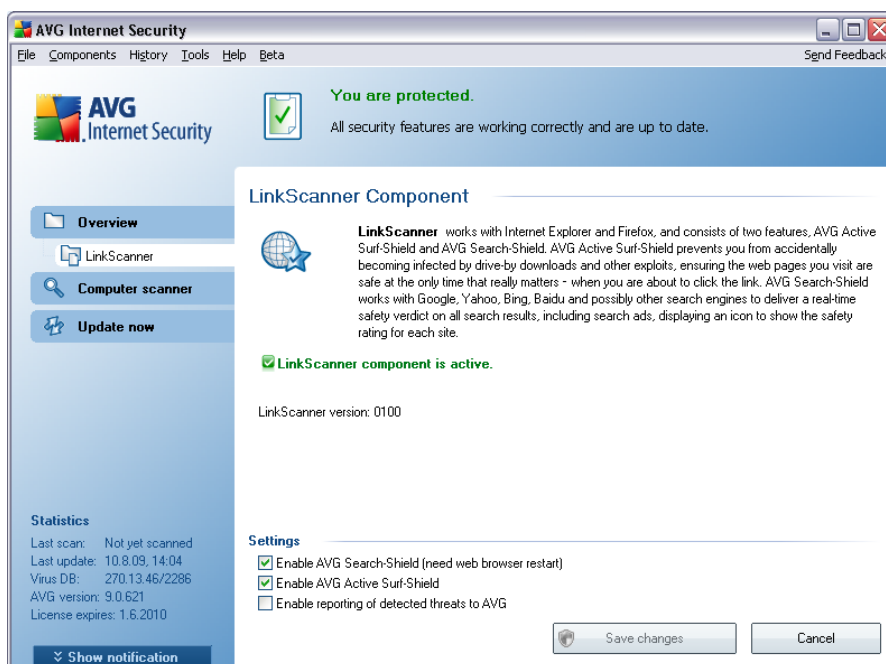 AVG Internet Security
File Components History Tools Help Beta Send Feedback
AVG
Internet Security
You are protected.
All security features are working correctly and are up to date.
Overview
LinkScanner
Computer scanner
Update now
LinkScanner Component
LinkScanner works with Internet Explorer and Firefox, and consists of two features, AVG Active
Surf-Shield and AVG Search-Shield. AVG Active Surf-Shield prevents you from accidentally
becoming infected by drive-by downloads and other exploits, ensuring the web pages you visit are
safe at the only time that really matters - when you are about to click the link. AVG Search-Shield
works with Google, Yahoo, Bing, Baidu and possibly other search engines to deliver a real-time
safety verdict on all search results, including search ads, displaying an icon to show the safety
rating for each site.
LinkScanner component is active.
LinkScanner version: 0100
Statistics
Last scan: Not yet scanned
Last update: 10.8.09, 14:04
Virus DB: 270.13.46/2286
AVG version: 9.0.621
License expires: 1.6.2010
Show notification
Settings
Enable AVG Search-Shield (need web browser restart)
Enable AVG Active Surf-Shield
Enable reporting of detected threats to AVG
Save changes Cancel